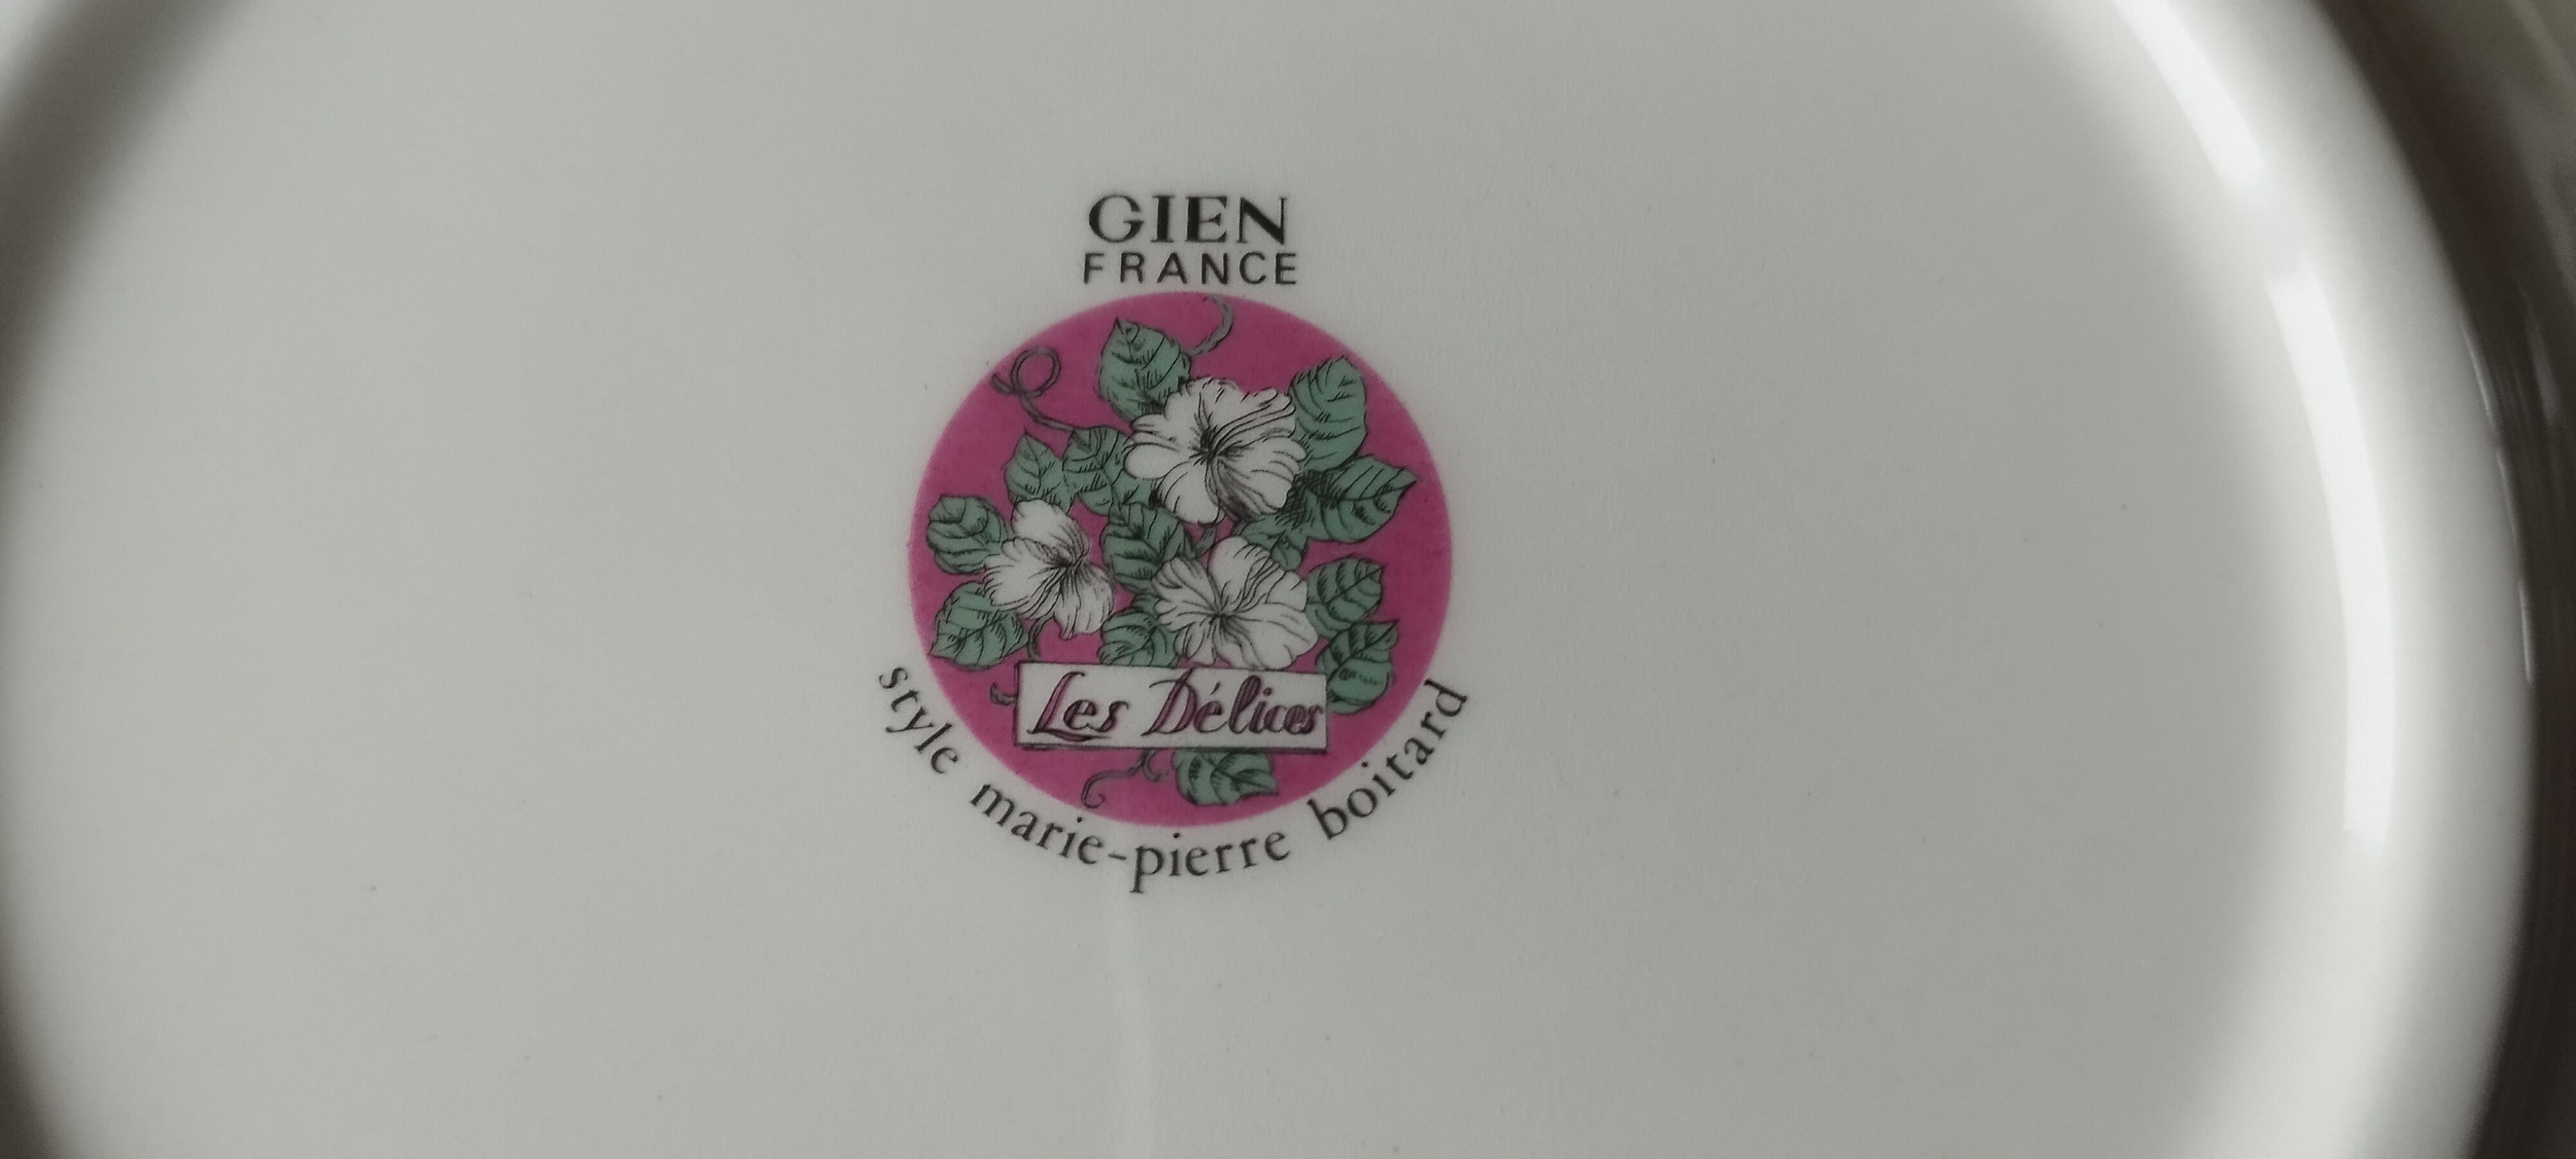 GIEN
FRANCE
Les Délices
style marie-pierre boitard